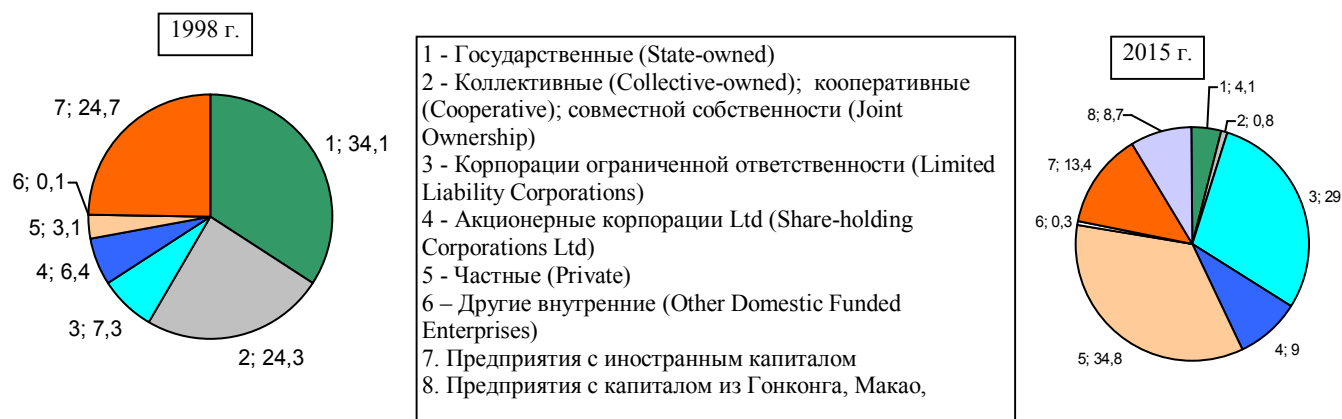 1998 г.
7; 24,7
1; 34,1
6; 0,1
5; 3,1
4; 6,4
3; 7,3
2; 24,3
1 - Государственные (State-owned)
2 - Коллективные (Collective-owned); кооперативные
(Cooperative); совместной собственности (Joint
Ownership)
3 - Корпорации ограниченной ответственности (Limited
Liability Corporations)
4 - Акционерные корпорации Ltd (Share-holding
Corporations Ltd)
5 - Частные (Private)
6 – Другие внутренние (Other Domestic Funded
Enterprises)
7. Предприятия с иностранным капиталом
8. Предприятия с капиталом из Гонконга, Макао,
2015 г.
1; 4,1
8; 8,7
2; 0,8
7; 13,4
3; 29
6; 0,3
5; 34,8
4; 9